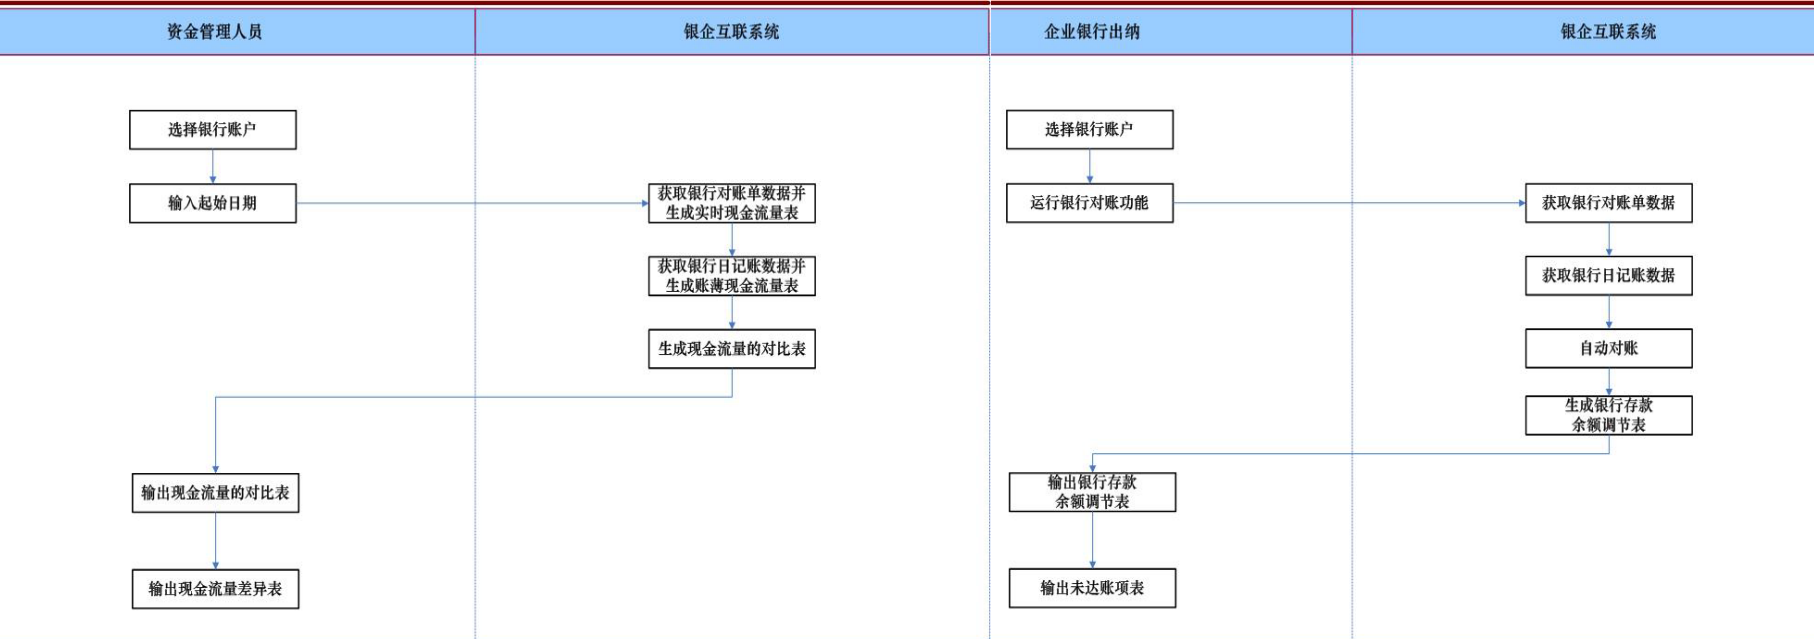 资金管理人员
银企互联系统
企业银行出纳
银企互联系统
选择银行账户
输入起始日期
获取银行对账单数据并
生成实时现金流量表
获取银行日记账数据并
生成账薄现金流量表
生成现金流量的对比表
输出现金流量的对比表
输出现金流量差异表
选择银行账户
运行银行对账功能
获取银行对账单数据
获取银行日记账数据
自动对账
生成银行存款
余额调节表
输出银行存款
余额调节表
输出未达账项表